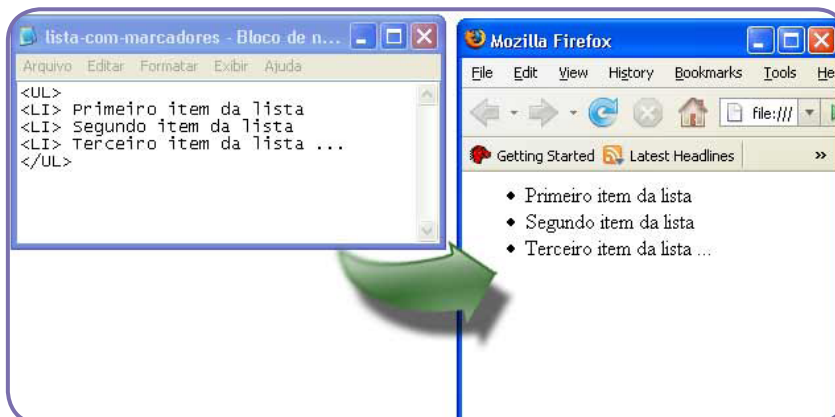 lista-com-marcadores - Bloco de n...
Arquivo Editar Formatar Exibir Ajuda
<UL>
<LI> Primeiro item da lista
<LI> Segundo item da lista
<LI> Terceiro item da lista ...
</UL>
Mozilla Firefox
File Edit View History Bookmarks Tools He
file:///
Getting Started Latest Headlines »
Primeiro item da lista
Segundo item da lista
Terceiro item da lista ...